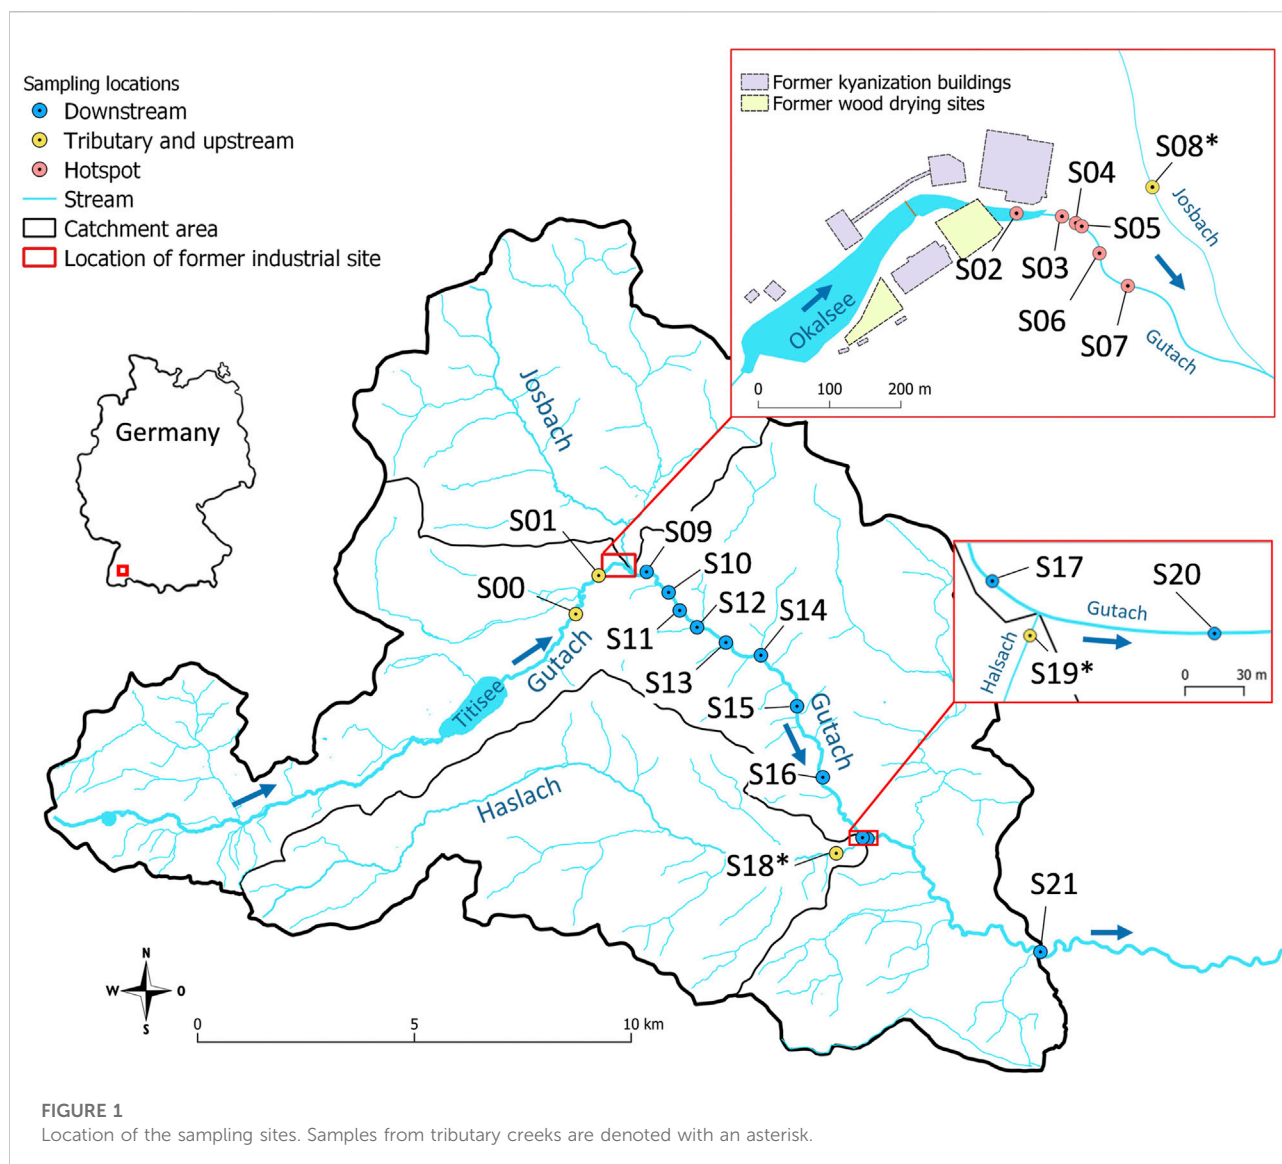 Sampling locations
Downstream
Tributary and upstream
Hotspot
Stream
Catchment area
Location of former industrial site
Former kyanization buildings
Former wood drying sites
S08*
S04
S05
S02
S03
S06
S07
Josbach
Okalsee
Gutach
0 100 200 m
Germany
Josbach
S01
S09
S00
S10
S12
S14
S11
S13
S15
S16
Gutach
Titisee
Gutach
Haslach
S18*
S17
S20
Gutach
Halsach
S19*
0 30 m
S21
N
W O
S
0 5 10 km
FIGURE 1
Location of the sampling sites. Samples from tributary creeks are denoted with an asterisk.